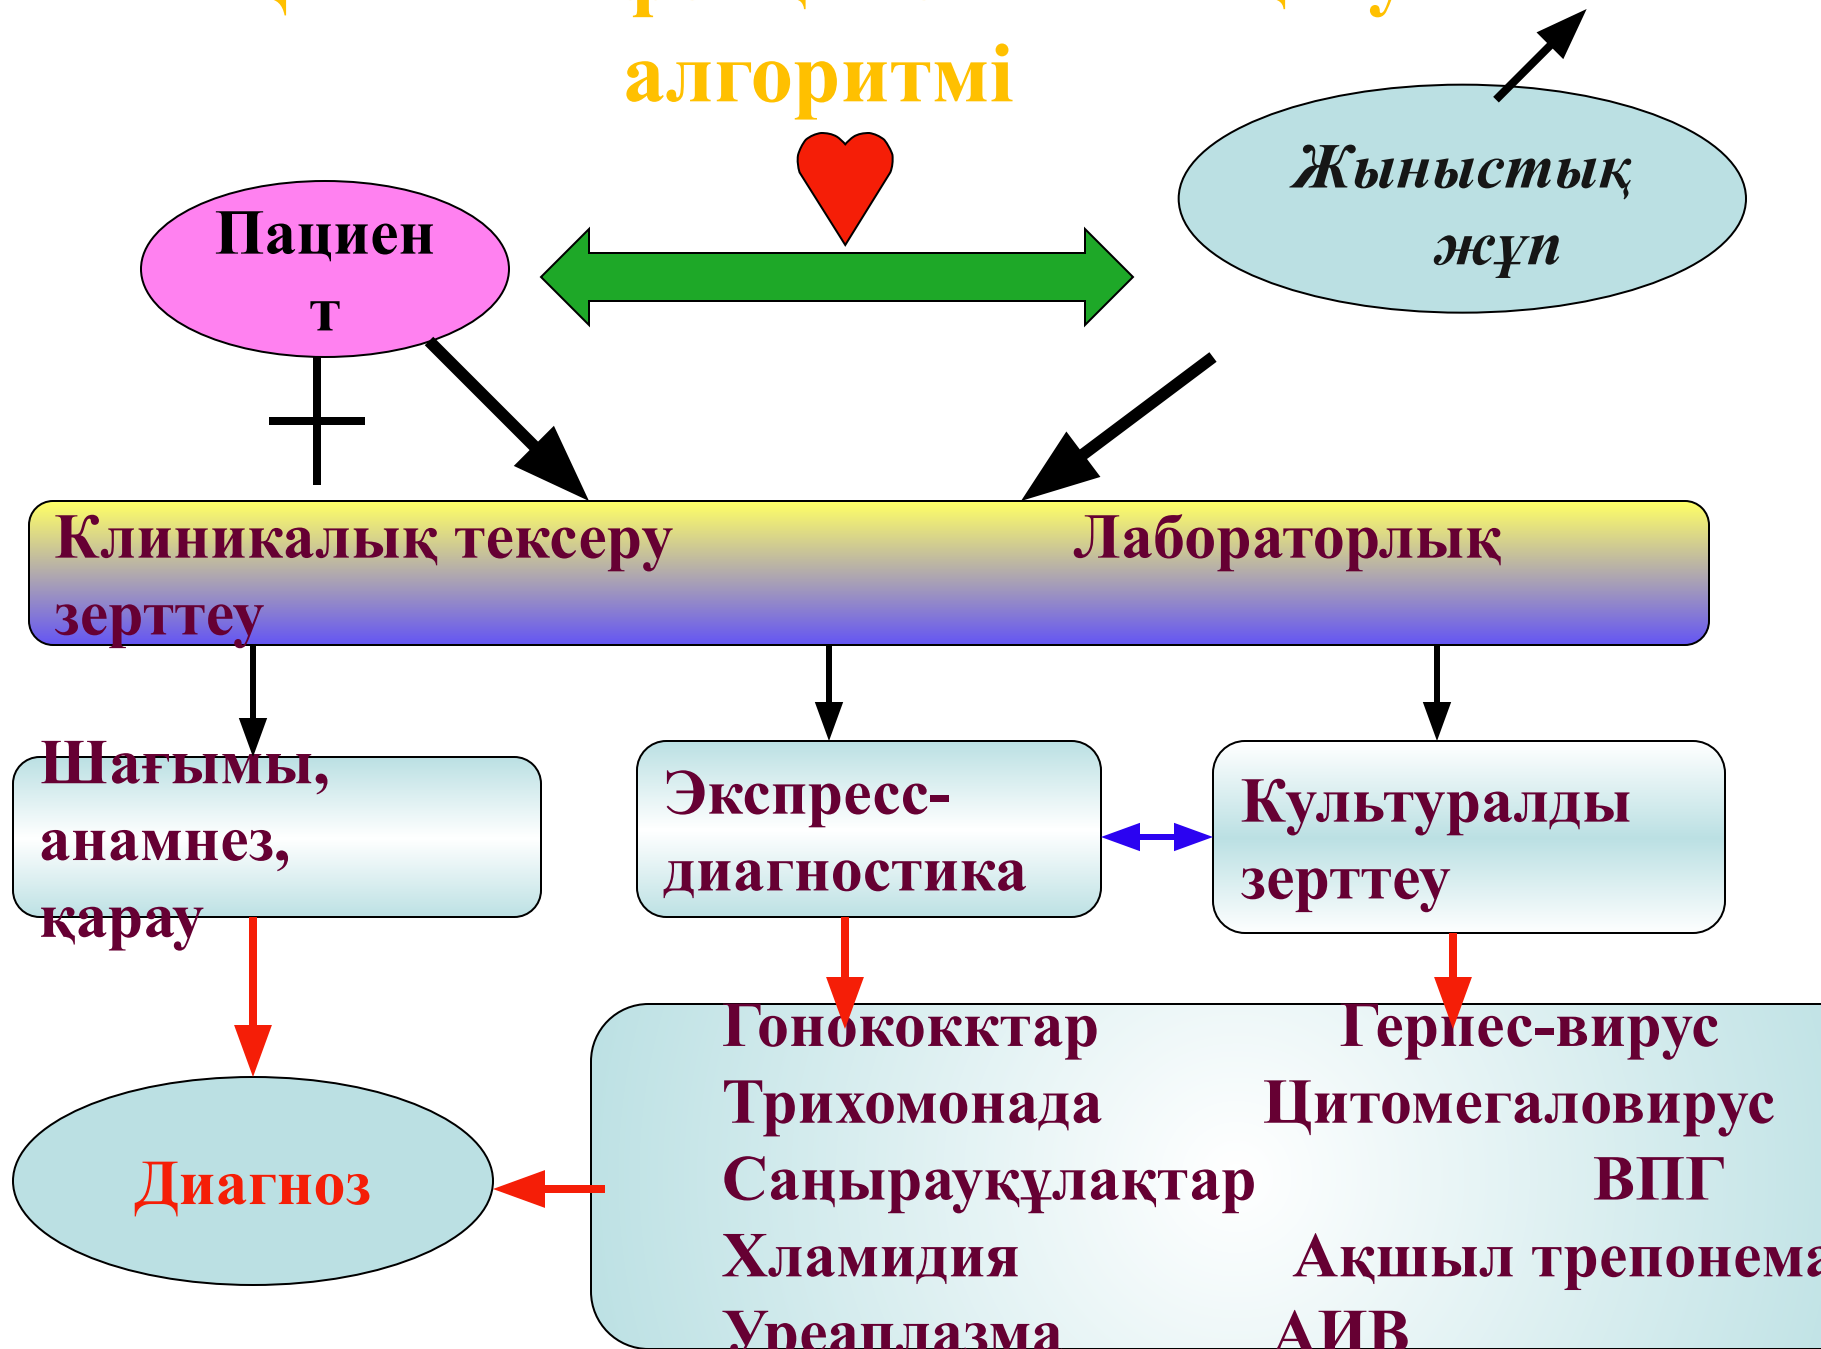 алгоритмі
Пациен
т
Жыныстық
жұп
Клиникалық тексеру Лабораторлық
зерттеу
Шағымы,
анамнез,
қарау
Экспресс-
диагностика
Культуралды
зерттеу
Гонококктар Герпес-вирус
Трихомонада Цитомегаловирус
Саңырауқұлақтар ВПГ
Хламидия Ақшыл трепонема
Уреаплазма АИВ
Диагноз